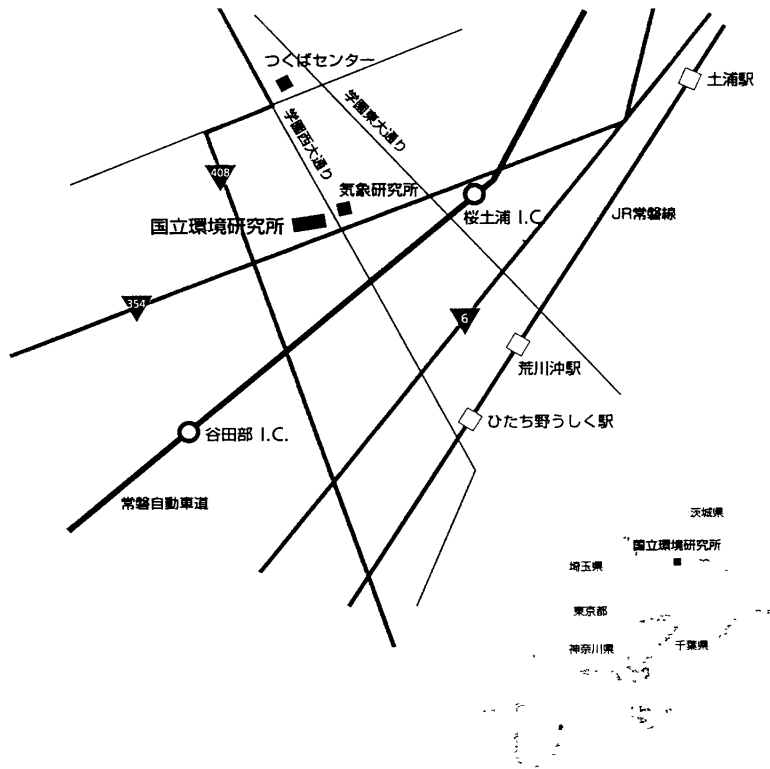 つくばセンター
土浦駅
学園東大通り
学園西大通り
408
気象研究所
国立環境研究所
桜土浦 I.C.
JR常磐線
354
6
荒川沖駅
ひたち野うしく駅
谷田部 I.C.
常磐自動車道
茨城県
国立環境研究所
埼玉県
東京都
神奈川県
千葉県